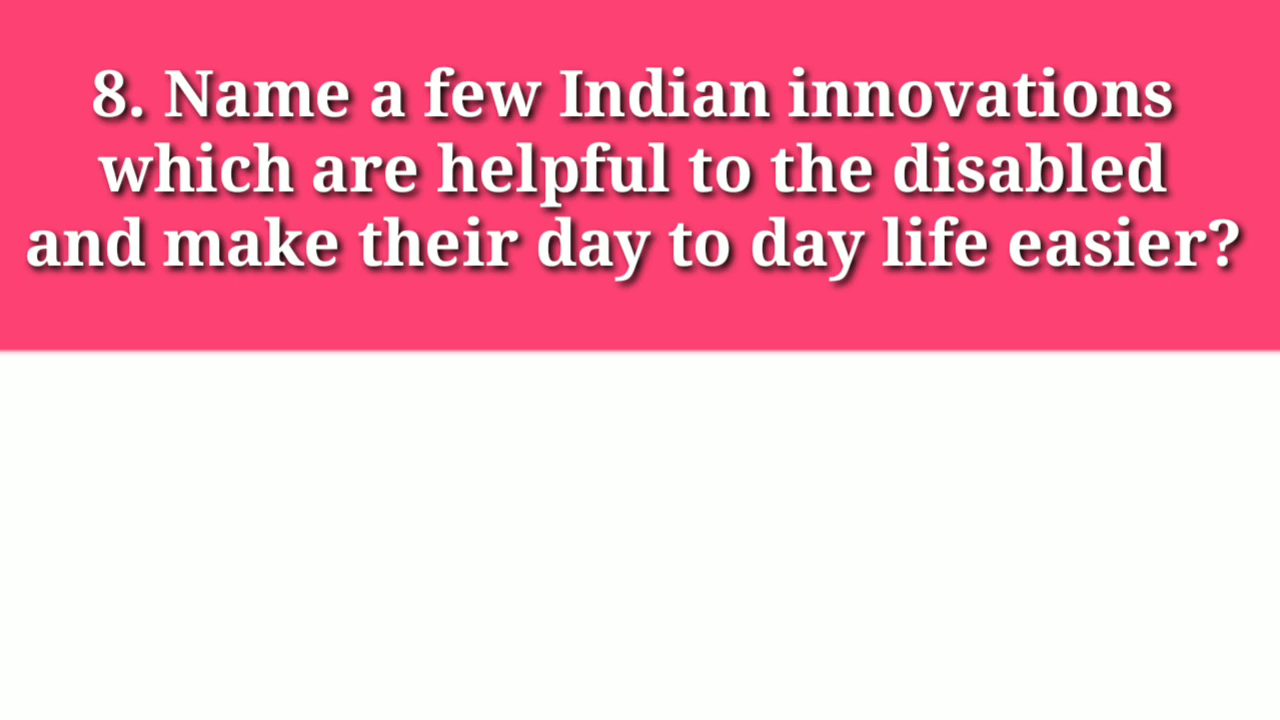 8. Name a few Indian innovations
which are helpful to the disabled
and make their day to day life easier?